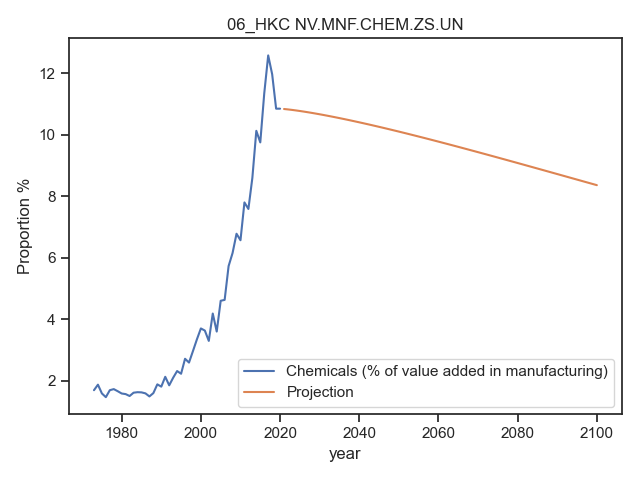 06_HKC NV.MNF.CHEM.ZS.UN
Proportion %
12
10
8
6
4
2
Chemicals (% of value added in manufacturing)
Projection
1980 2000 2020 2040 2060 2080 2100
year